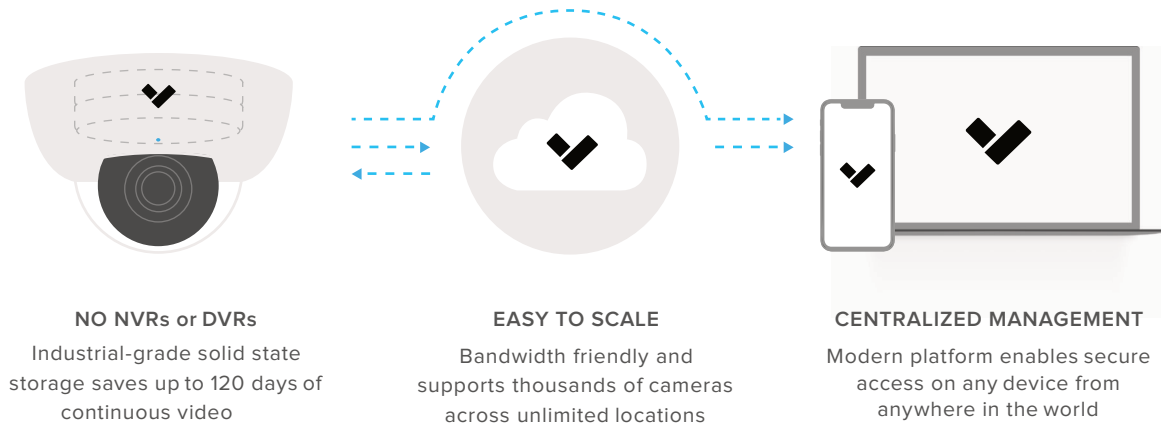 NO NVRs or DVRs
Industrial-grade solid state
storage saves up to 120 days of
continuous video
EASY TO SCALE
Bandwidth friendly and
supports thousands of cameras
across unlimited locations
CENTRALIZED MANAGEMENT
Modern platform enables secure
access on any device from
anywhere in the world